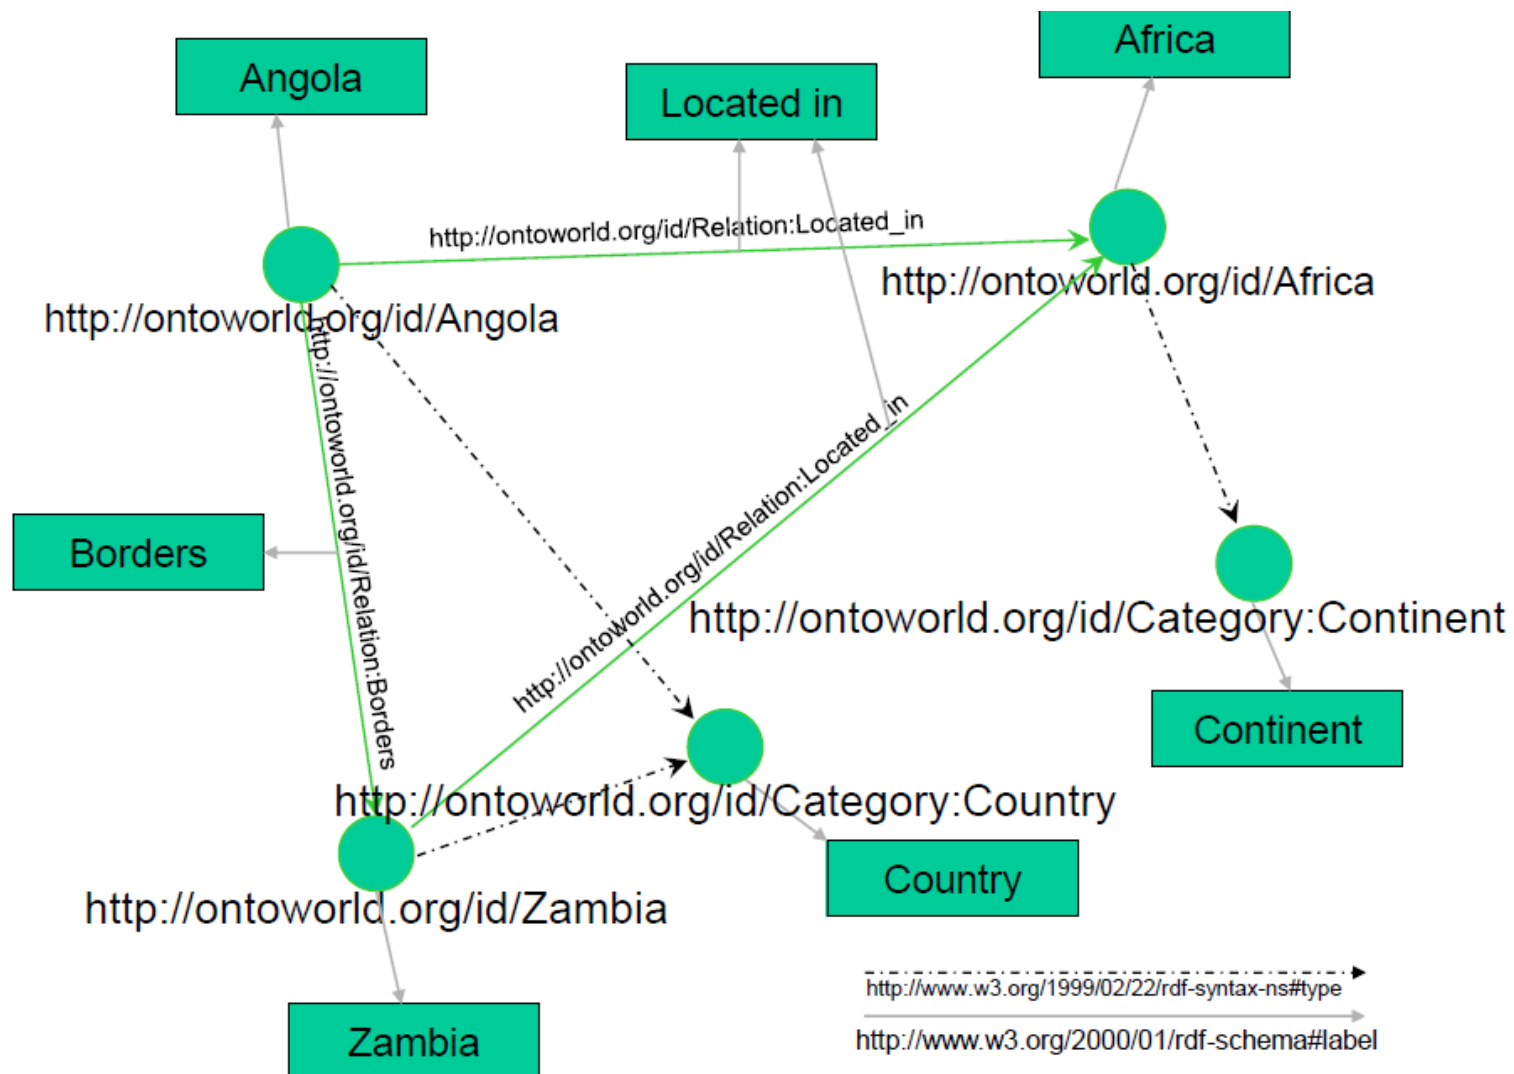 Africa
Angola
Located in
http://ontoworld.org/id/Relation:Located_in
http://ontoworld.org/id/Africa
http://ontoworld.org/id/Angola
http://ontoworld.org/id/Relation:Borders
http://ontoworld.org/id/Relation:Located_in
Borders
http://ontoworld.org/id/Category:Continent
Continent
http://ontoworld.org/id/Category:Country
Country
http://ontoworld.org/id/Zambia
http://www.w3.org/1999/02/22/rdf-syntax-ns#type
http://www.w3.org/2000/01/rdf-schema#label
Zambia